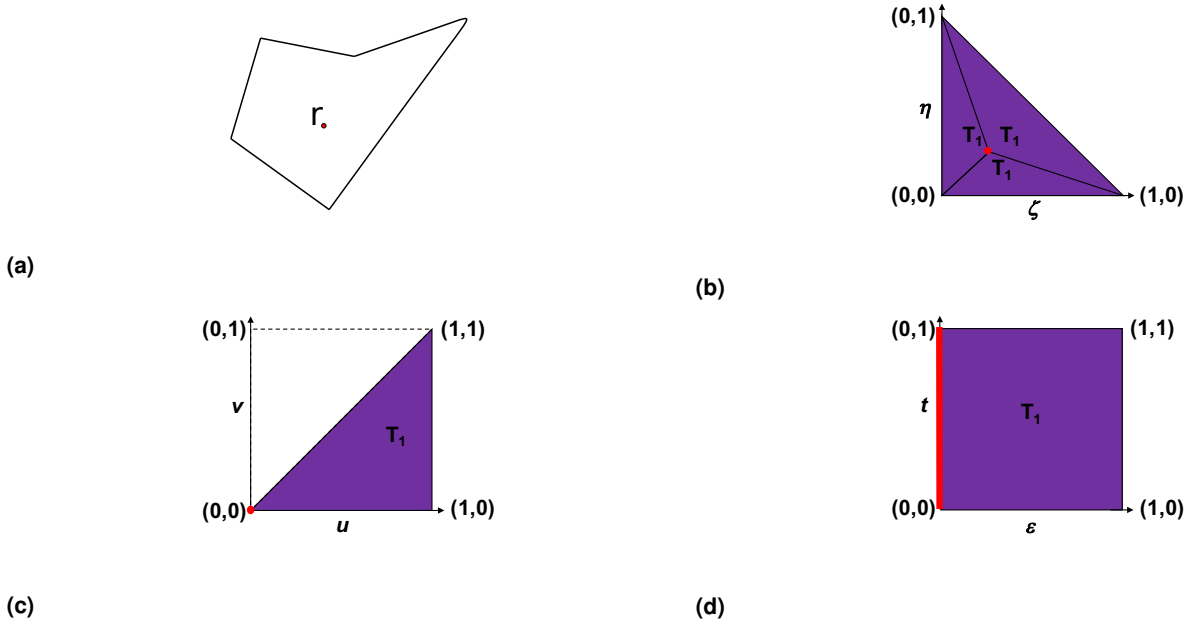 r
(a)
(0,1)
η
T₁ T₁
T₁
(0,0) (1,0)
ζ
(b)
(0,1) (1,1)
v
T₁
(0,0) (1,0)
u
(c)
(0,1) (1,1)
t
T₁
(0,0) (1,0)
ε
(d)